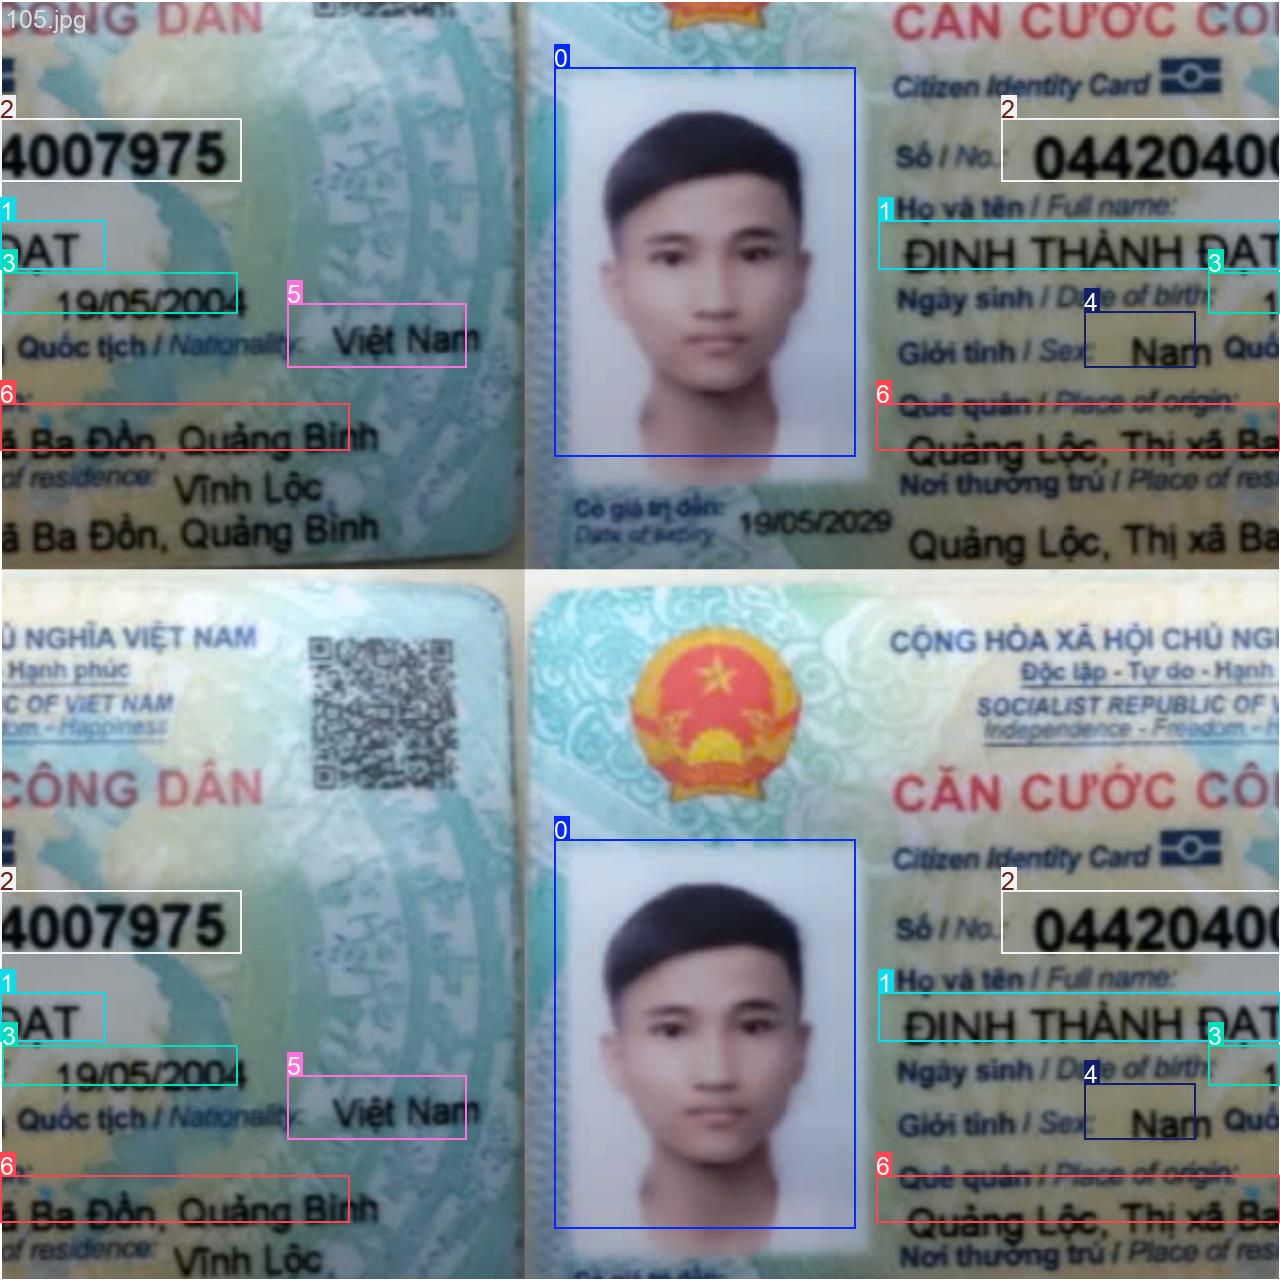 105.jpg
NG DÂN
2
4007975
1
ĐẠT
3
19/05/2004
5
Quốc tịch / Nationality: Việt Nam
6
ã Ba Đồn, Quảng Bình
of residence: Vĩnh Lộc
ã Ba Đồn, Quảng Bình
CĂN CƯỚC CÔ
0
Citizen Identity Card
2
Số / No.: 04420400
1
Họ và tên / Full name:
ĐINH THÀNH ĐẠT
3
Ngày sinh / Date of birth: 1
4
Giới tính / Sex: Nam Quố
6
Quê quán / Place of origin:
Quảng Lộc, Thị xã Ba
Nơi thường trú / Place of resi
Có giá trị đến: 19/05/2029
Date of expiry
Quảng Lộc, Thị xã Ba
Ủ NGHĨA VIỆT NAM
Hạnh phúc
C OF VIET NAM
dom - Happiness
CÔNG DÂN
2
4007975
1
ĐẠT
3
19/05/2004
5
Quốc tịch / Nationality: Việt Nam
6
ã Ba Đồn, Quảng Bình
of residence: Vĩnh Lộc
CỘNG HÒA XÃ HỘI CHỦ NGH
Độc lập - Tự do - Hạnh
SOCIALIST REPUBLIC OF V
Independence - Freedom - H
CĂN CƯỚC CÔ
0
Citizen Identity Card
2
Số / No.: 04420400
1
Họ và tên / Full name:
ĐINH THÀNH ĐẠT
3
Ngày sinh / Date of birth: 1
4
Giới tính / Sex: Nam Quố
6
Quê quán / Place of origin:
Quảng Lộc, Thị xã Ba
Nơi thường trú / Place of resi